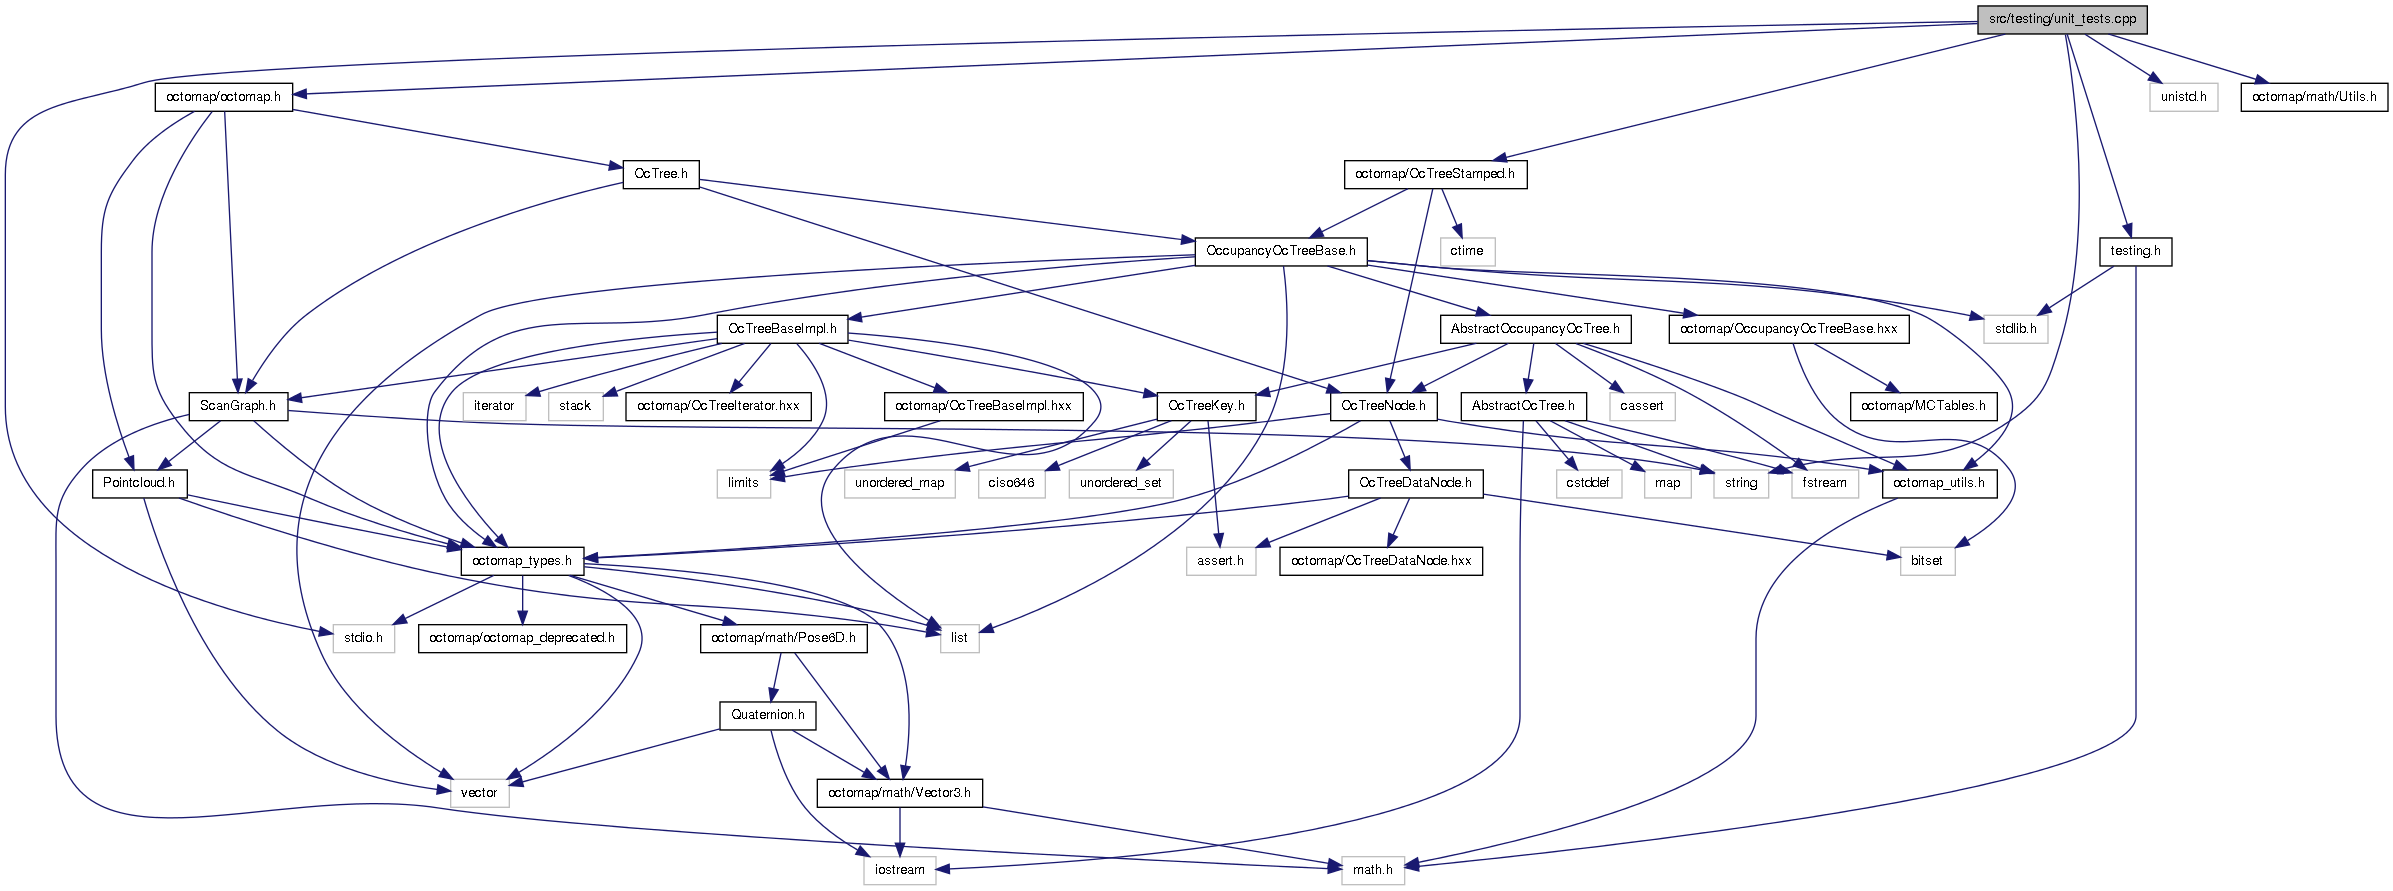 src/testing/unit_tests.cpp
octomap/octomap.h
unistd.h
octomap/math/Utils.h
OcTree.h
octomap/OcTreeStamped.h
OccupancyOcTreeBase.h
ctime
testing.h
OcTreeBaseImpl.h
AbstractOccupancyOcTree.h
octomap/OccupancyOcTreeBase.hxx
stdlib.h
ScanGraph.h
iterator
stack
octomap/OcTreeIterator.hxx
octomap/OcTreeBaseImpl.hxx
OcTreeKey.h
OcTreeNode.h
AbstractOcTree.h
cassert
octomap/MCTables.h
Pointcloud.h
limits
unordered_map
ciso646
unordered_set
OcTreeDataNode.h
cstddef
map
string
fstream
octomap_utils.h
octomap_types.h
assert.h
octomap/OcTreeDataNode.hxx
bitset
stdio.h
octomap/octomap_deprecated.h
octomap/math/Pose6D.h
list
Quaternion.h
vector
octomap/math/Vector3.h
iostream
math.h